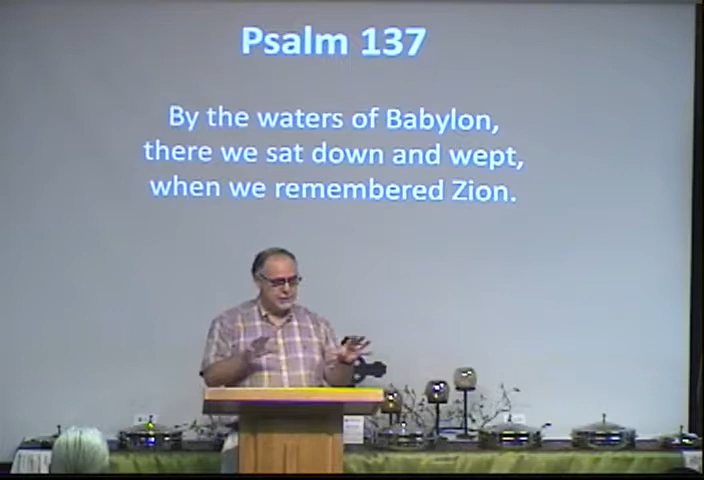 Psalm 137
By the waters of Babylon,
there we sat down and wept,
when we remembered Zion.